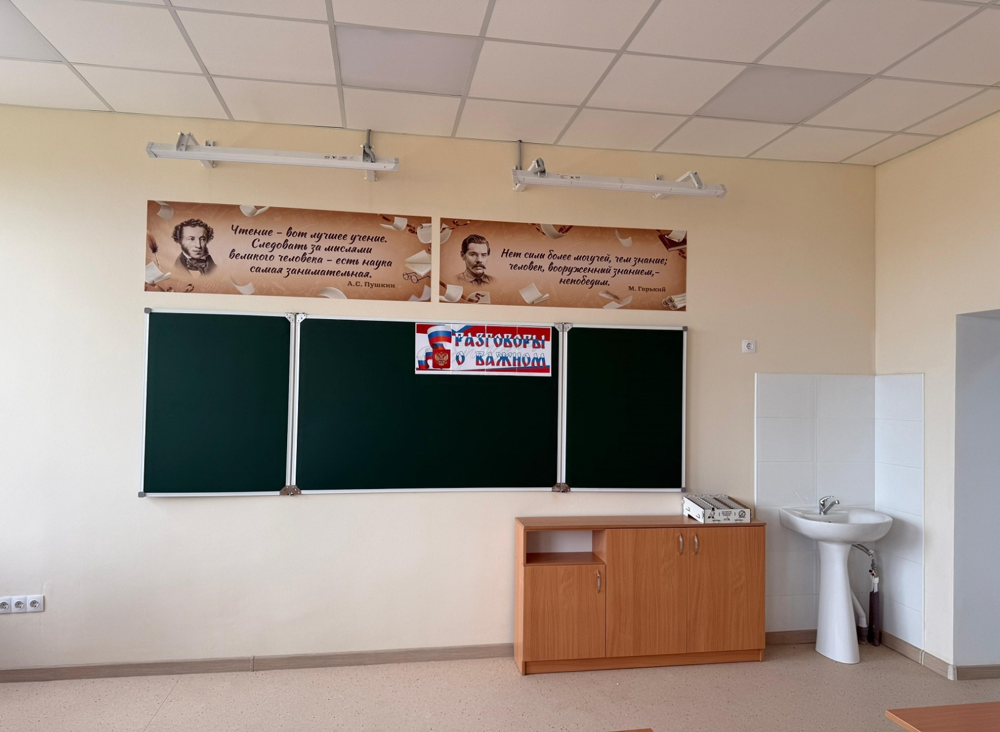 Чтение – вот лучшее учение.
Следовать за мыслями
великого человека – есть наука
самая занимательная.
А.С. Пушкин
Нет силы более могучей, чем знание;
человек, вооруженный знанием,-
непобедим.
М. Горький
РАЗГОВОРЫ
О ВАЖНОМ